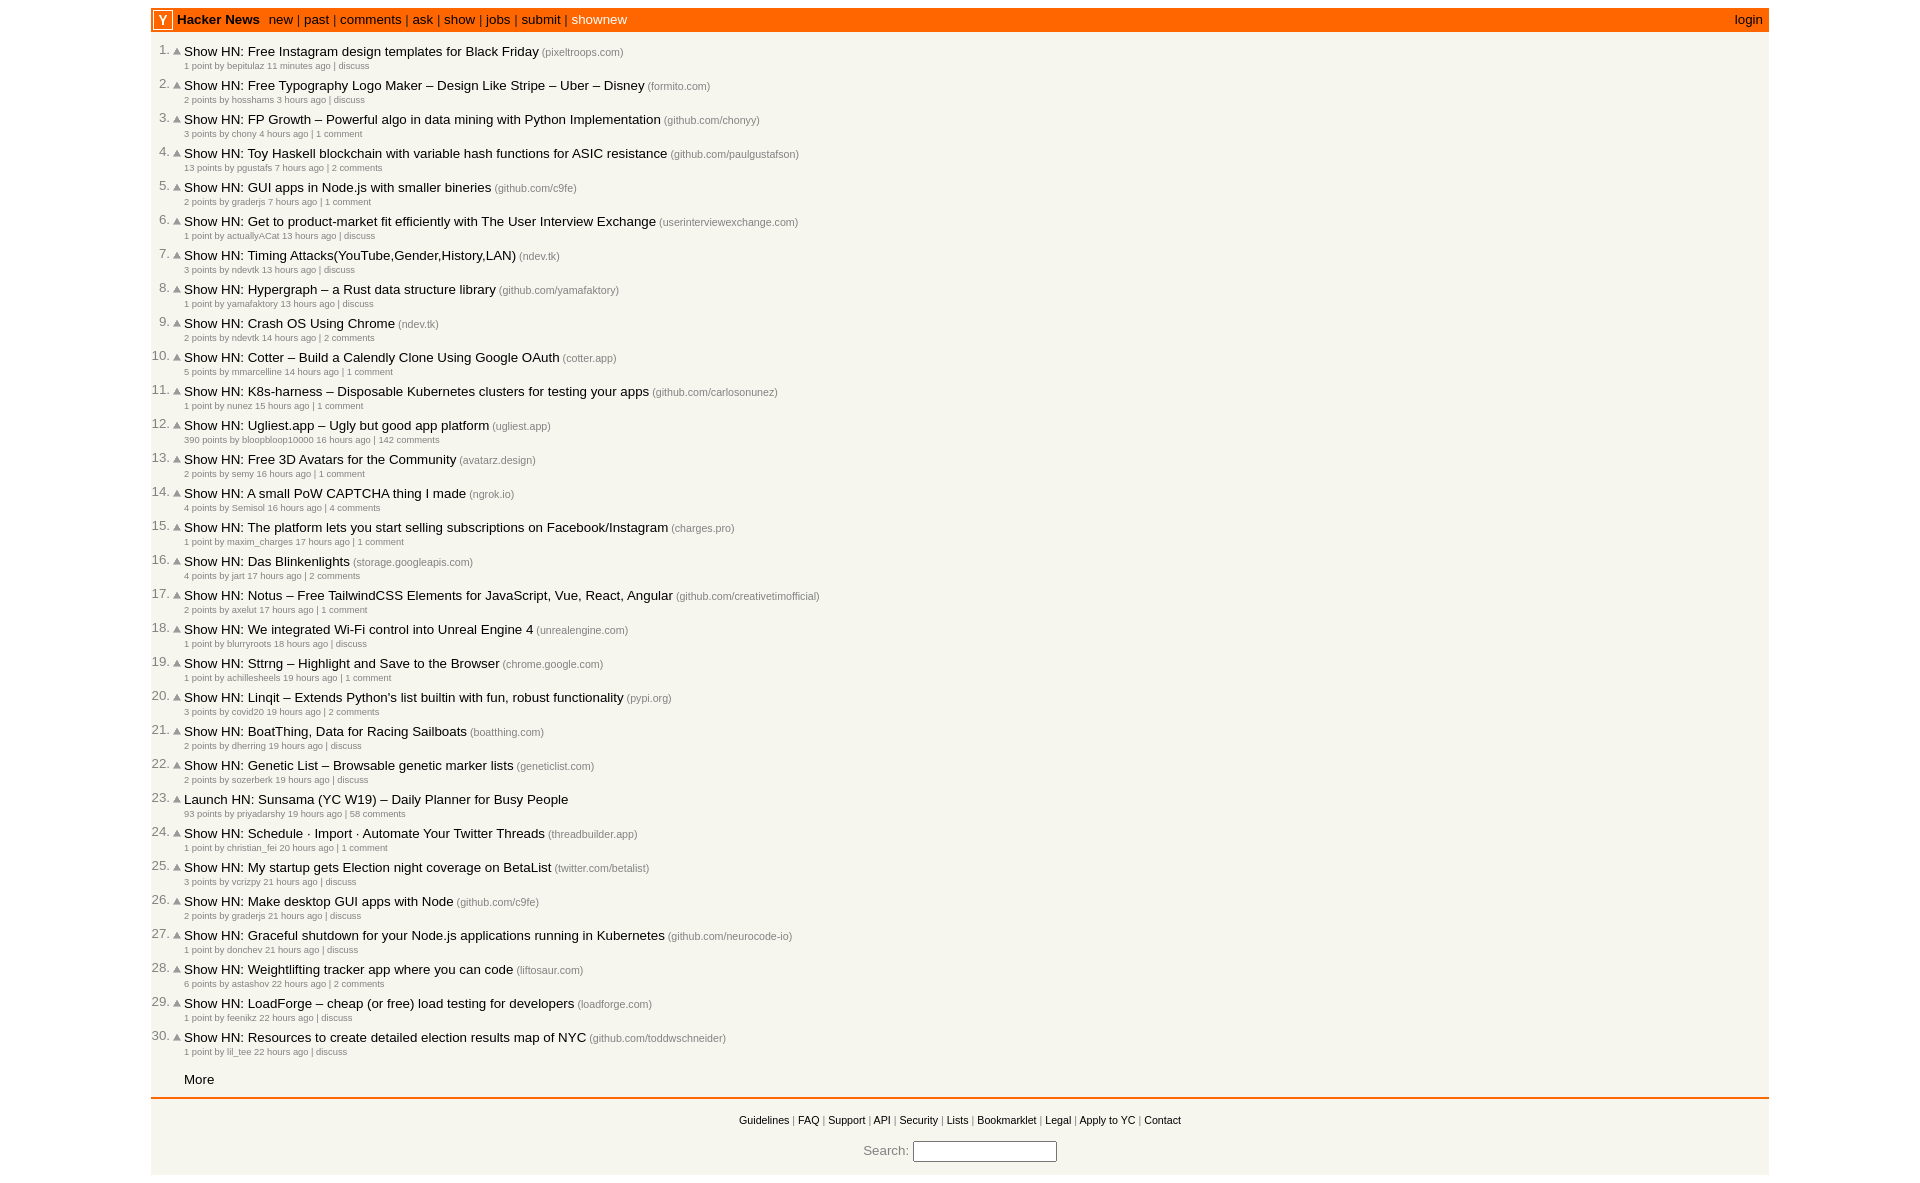 Y Hacker News new | past | comments | ask | show | jobs | submit | shownew login
1. Show HN: Free Instagram design templates for Black Friday (pixeltroops.com)
1 point by bepitulaz 11 minutes ago | discuss
2. Show HN: Free Typography Logo Maker – Design Like Stripe – Uber – Disney (formito.com)
2 points by hosshams 3 hours ago | discuss
3. Show HN: FP Growth – Powerful algo in data mining with Python Implementation (github.com/chonyy)
3 points by chony 4 hours ago | 1 comment
4. Show HN: Toy Haskell blockchain with variable hash functions for ASIC resistance (github.com/paulgustafson)
13 points by pgustafs 7 hours ago | 2 comments
5. Show HN: GUI apps in Node.js with smaller bineries (github.com/c9fe)
2 points by graderjs 7 hours ago | 1 comment
6. Show HN: Get to product-market fit efficiently with The User Interview Exchange (userinterviewexchange.com)
1 point by actuallyACat 13 hours ago | discuss
7. Show HN: Timing Attacks(YouTube,Gender,History,LAN) (ndev.tk)
3 points by ndevtk 13 hours ago | discuss
8. Show HN: Hypergraph – a Rust data structure library (github.com/yamafaktory)
1 point by yamafaktory 13 hours ago | discuss
9. Show HN: Crash OS Using Chrome (ndev.tk)
2 points by ndevtk 14 hours ago | 2 comments
10. Show HN: Cotter – Build a Calendly Clone Using Google OAuth (cotter.app)
5 points by mmarcelline 14 hours ago | 1 comment
11. Show HN: K8s-harness – Disposable Kubernetes clusters for testing your apps (github.com/carlosonunez)
1 point by nunez 15 hours ago | 1 comment
12. Show HN: Ugliest.app – Ugly but good app platform (ugliest.app)
390 points by bloopbloop10000 16 hours ago | 142 comments
13. Show HN: Free 3D Avatars for the Community (avatarz.design)
2 points by semy 16 hours ago | 1 comment
14. Show HN: A small PoW CAPTCHA thing I made (ngrok.io)
4 points by Semisol 16 hours ago | 4 comments
15. Show HN: The platform lets you start selling subscriptions on Facebook/Instagram (charges.pro)
1 point by maxim_charges 17 hours ago | 1 comment
16. Show HN: Das Blinkenlights (storage.googleapis.com)
4 points by jart 17 hours ago | 2 comments
17. Show HN: Notus – Free TailwindCSS Elements for JavaScript, Vue, React, Angular (github.com/creativetimofficial)
2 points by axelut 17 hours ago | 1 comment
18. Show HN: We integrated Wi-Fi control into Unreal Engine 4 (unrealengine.com)
1 point by blurryroots 18 hours ago | discuss
19. Show HN: Sttrng – Highlight and Save to the Browser (chrome.google.com)
1 point by achillesheels 19 hours ago | 1 comment
20. Show HN: Linqit – Extends Python's list builtin with fun, robust functionality (pypi.org)
3 points by covid20 19 hours ago | 2 comments
21. Show HN: BoatThing, Data for Racing Sailboats (boatthing.com)
2 points by dherring 19 hours ago | discuss
22. Show HN: Genetic List – Browsable genetic marker lists (geneticlist.com)
2 points by sozerberk 19 hours ago | discuss
23. Launch HN: Sunsama (YC W19) – Daily Planner for Busy People
93 points by priyadarshy 19 hours ago | 58 comments
24. Show HN: Schedule · Import · Automate Your Twitter Threads (threadbuilder.app)
1 point by christian_fei 20 hours ago | 1 comment
25. Show HN: My startup gets Election night coverage on BetaList (twitter.com/betalist)
3 points by vcrizpy 21 hours ago | discuss
26. Show HN: Make desktop GUI apps with Node (github.com/c9fe)
2 points by graderjs 21 hours ago | discuss
27. Show HN: Graceful shutdown for your Node.js applications running in Kubernetes (github.com/neurocode-io)
1 point by donchev 21 hours ago | discuss
28. Show HN: Weightlifting tracker app where you can code (liftosaur.com)
6 points by astashov 22 hours ago | 2 comments
29. Show HN: LoadForge – cheap (or free) load testing for developers (loadforge.com)
1 point by feenikz 22 hours ago | discuss
30. Show HN: Resources to create detailed election results map of NYC (github.com/toddwschneider)
1 point by lil_tee 22 hours ago | discuss
More
Guidelines | FAQ | Support | API | Security | Lists | Bookmarklet | Legal | Apply to YC | Contact
Search: